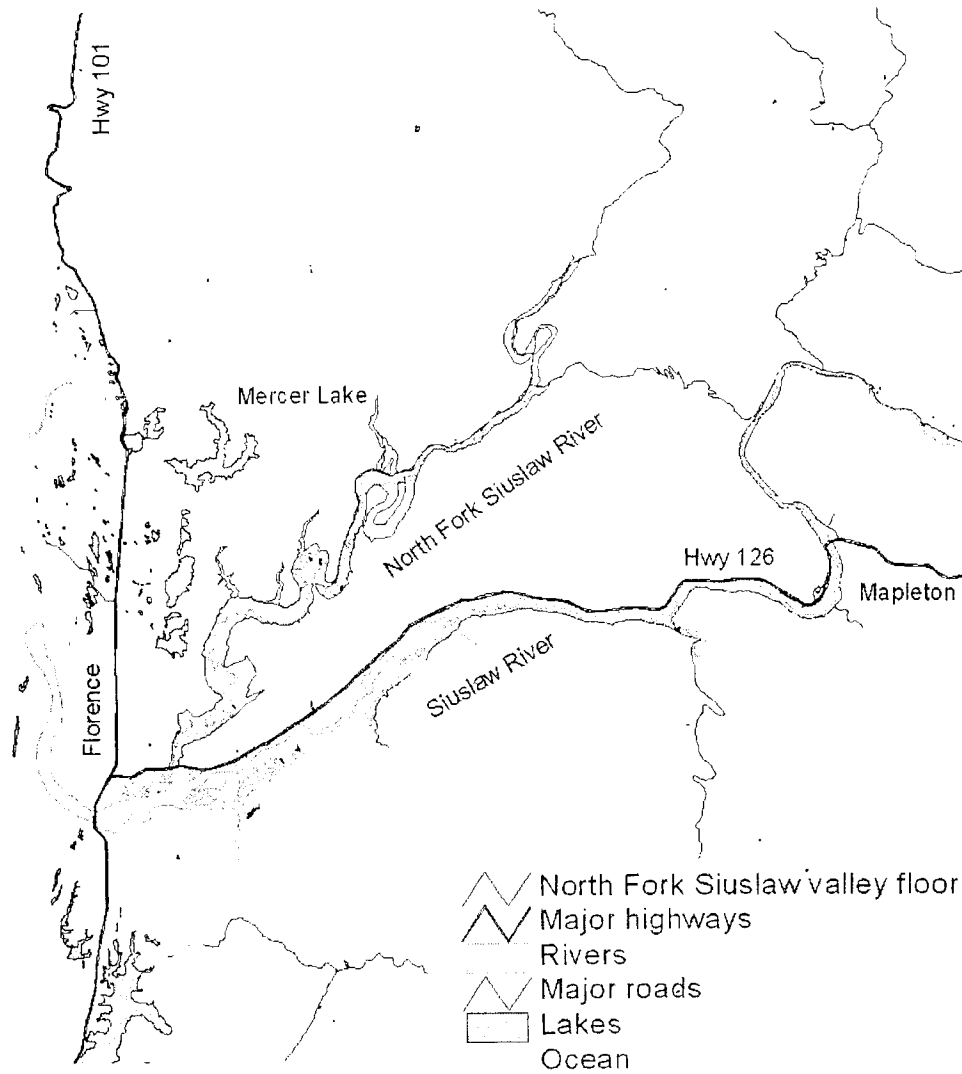 Hwy 101
Mercer Lake
North Fork Siuslaw River
Hwy 126
Mapleton
Siuslaw River
Florence
North Fork Siuslaw valley floor
Major highways
Rivers
Major roads
Lakes
Ocean